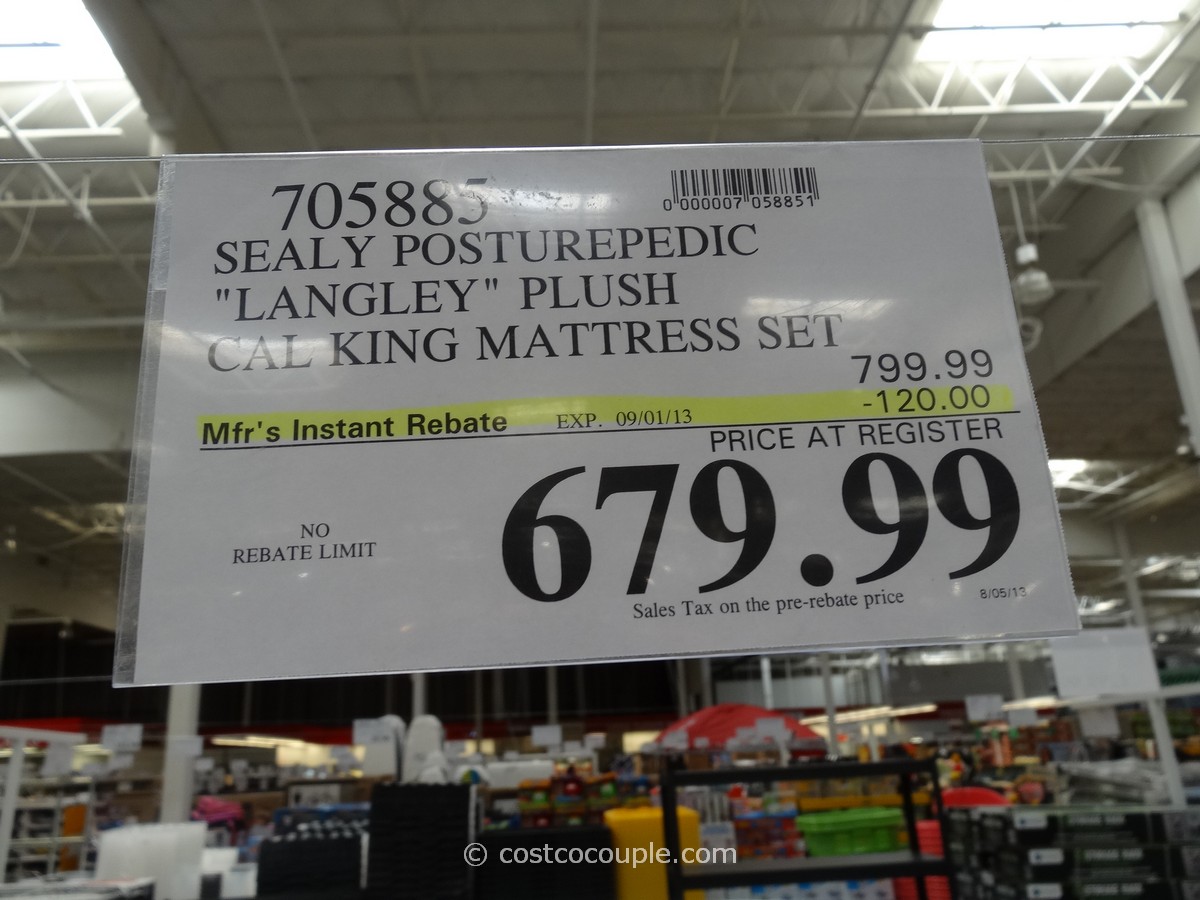 705885
0 000007 058851
SEALY POSTUREPEDIC
"LANGLEY" PLUSH
CAL KING MATTRESS SET
799.99
Mfr's Instant Rebate EXP. 09/01/13 -120.00
PRICE AT REGISTER
679.99
NO
REBATE LIMIT
Sales Tax on the pre-rebate price
8/05/13
© costcocouple.com